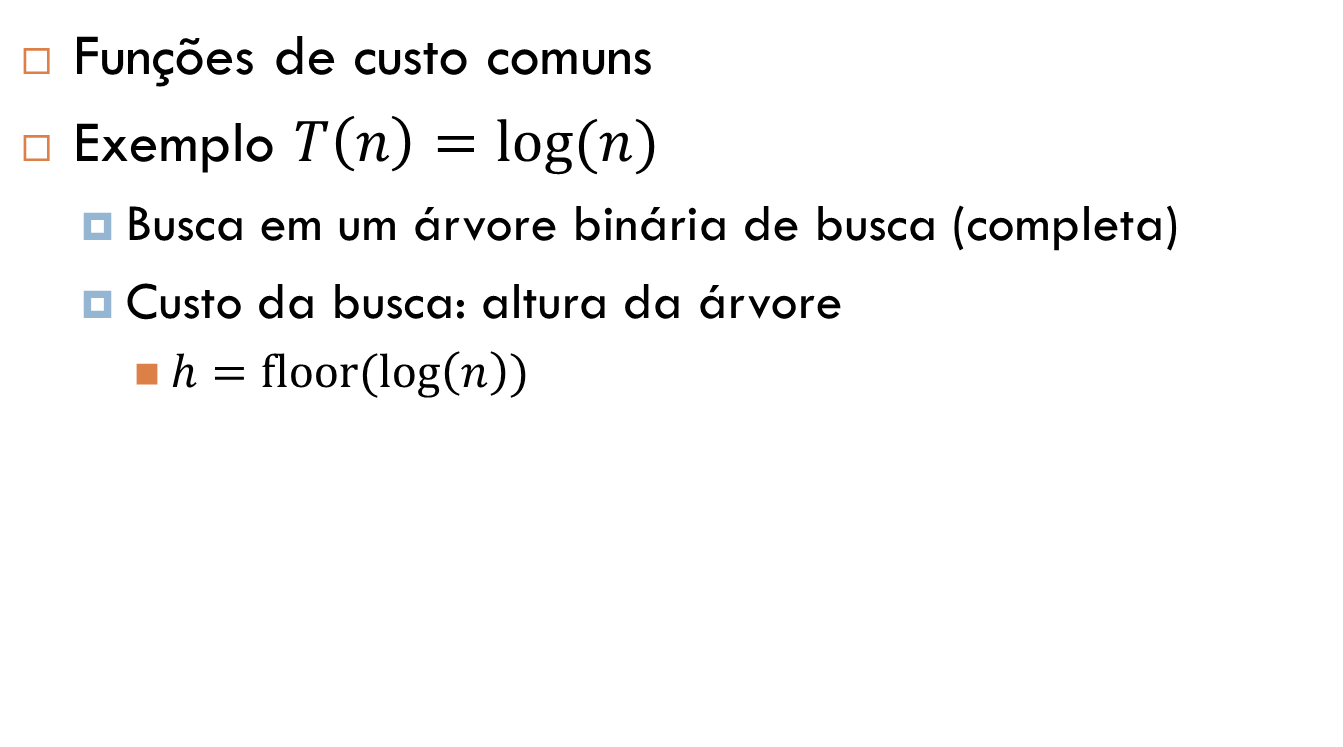 Funções de custo comuns
Exemplo T(n) = log(n)
Busca em um árvore binária de busca (completa)
Custo da busca: altura da árvore
h = floor(log(n))